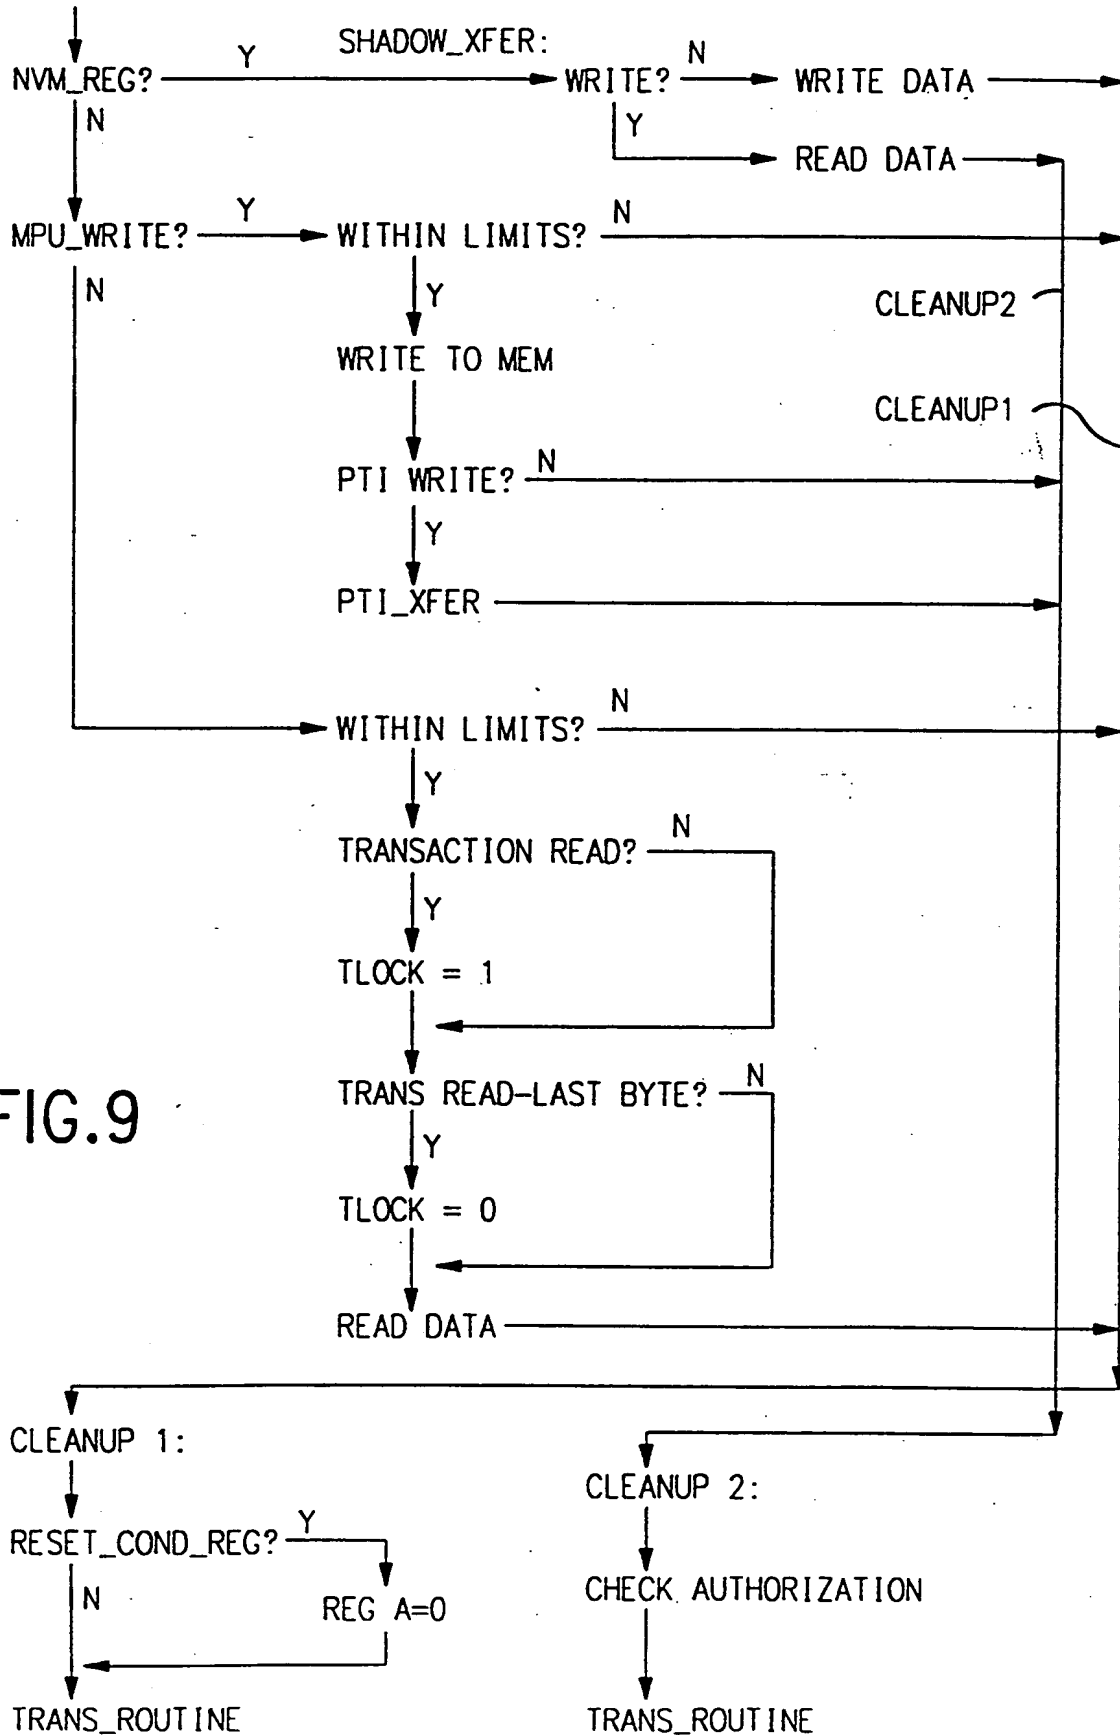 SHADOW_XFER:
NVM_REG? Y WRITE? N WRITE DATA
N Y
READ DATA
MPU_WRITE? Y WITHIN LIMITS? N
N Y
CLEANUP2
WRITE TO MEM
CLEANUP1
PTI WRITE? N
Y
PTI_XFER
WITHIN LIMITS? N
Y
TRANSACTION READ? N
Y
TLOCK = 1
TRANS READ-LAST BYTE? N
FIG.9
Y
TLOCK = 0
READ DATA
CLEANUP 1:
CLEANUP 2:
RESET_COND_REG? Y
N
CHECK AUTHORIZATION
REG A=0
TRANS_ROUTINE
TRANS_ROUTINE